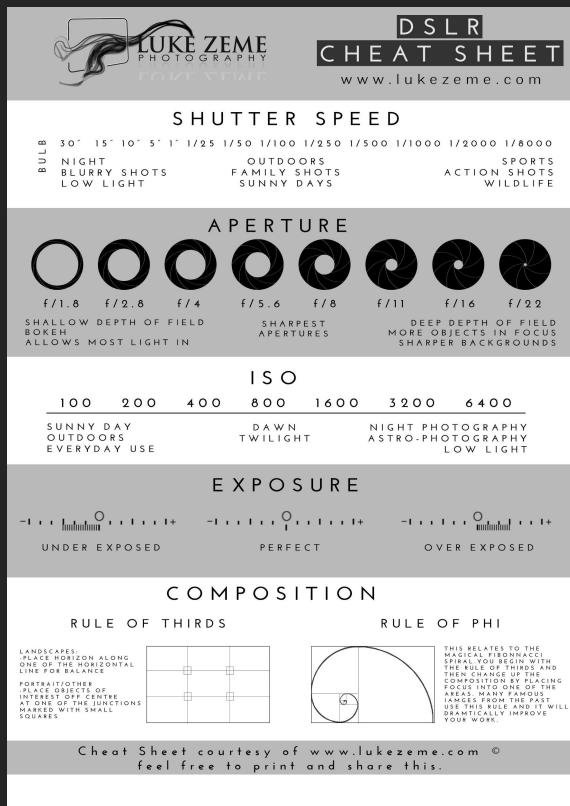 LUKE ZEME
PHOTOGRAPHY
DSLR
CHEAT SHEET
www.lukezeme.com
SHUTTER SPEED
BULB
30″ 15″ 10″ 5″ 1″ 1/25 1/50 1/100 1/250 1/500 1/1000 1/2000 1/8000
NIGHT
BLURRY SHOTS
LOW LIGHT
OUTDOORS
FAMILY SHOTS
SUNNY DAYS
SPORTS
ACTION SHOTS
WILDLIFE
APERTURE
f/1.8 f/2.8 f/4 f/5.6 f/8 f/11 f/16 f/22
SHALLOW DEPTH OF FIELD
BOKEH
ALLOWS MOST LIGHT IN
SHARPEST
APERTURES
DEEP DEPTH OF FIELD
MORE OBJECTS IN FOCUS
SHARPER BACKGROUNDS
ISO
100 200 400 800 1600 3200 6400
SUNNY DAY
OUTDOORS
EVERYDAY USE
DAWN
TWILIGHT
NIGHT PHOTOGRAPHY
ASTRO-PHOTOGRAPHY
LOW LIGHT
EXPOSURE
- O +
- O +
- O +
UNDER EXPOSED
PERFECT
OVER EXPOSED
COMPOSITION
RULE OF THIRDS
LANDSCAPES:
-PLACE HORIZON ALONG
ONE OF THE HORIZONTAL
LINE FOR BALANCE
PORTRAIT/OTHER
-PLACE OBJECTS OF
INTEREST OFF CENTRE
AT ONE OF THE JUNCTIONS
MARKED WITH SMALL
SQUARES
RULE OF PHI
THIS RELATES TO THE
MAGICAL FIBONNACCI
SPIRAL.YOU BEGIN WITH
THE RULE OF THIRDS AND
THEN CHANGE UP THE
COMPOSITION BY PLACING
FOCUS INTO ONE OF THE
AREAS. MANY FAMOUS
IAMGES FROM THE PAST
USE THIS RULE AND IT WILL
DRAMTICALLY IMPROVE
YOUR WORK.
Cheat Sheet courtesy of www.lukezeme.com ©
feel free to print and share this.